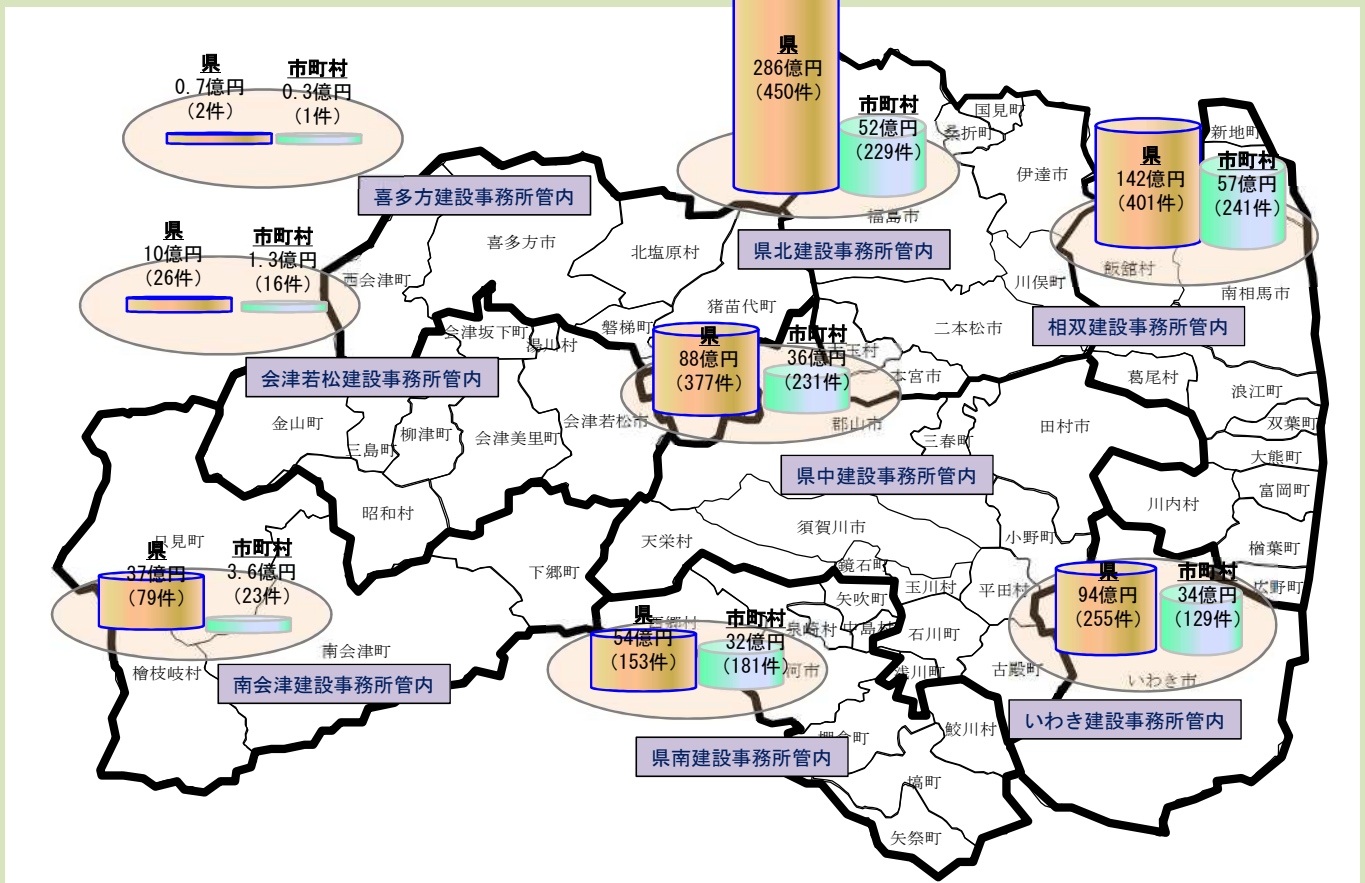 県
0.7億円
(2件)
市町村
0.3億円
(1件)
県
286億円
(450件)
市町村
52億円
(229件)
国見町
桑折町
新地町
伊達市
県
142億円
(401件)
市町村
57億円
(241件)
喜多方建設事務所管内
福島市
県北建設事務所管内
喜多方市
北塩原村
飯舘村
川俣町
南相馬市
県
10億円
(26件)
市町村
1.3億円
(16件)
西会津町
猪苗代町
二本松市
相双建設事務所管内
会津坂下町
湯川村
磐梯町
県
88億円
(377件)
市町村
36億円
(231件)
本宮市
葛尾村
浪江町
会津若松建設事務所管内
金山町
三島町
柳津町
会津美里町
会津若松市
郡山市
三春町
田村市
双葉町
大熊町
富岡町
県中建設事務所管内
川内村
昭和村
天栄村
須賀川市
小野町
楢葉町
只見町
県
37億円
(79件)
市町村
3.6億円
(23件)
下郷町
鏡石町
玉川村
平田村
広野町
県
94億円
(255件)
市町村
34億円
(129件)
矢吹町
泉崎村
中島村
石川町
県
54億円
(153件)
市町村
32億円
(181件)
河市
浅川町
古殿町
いわき市
檜枝岐村
南会津町
南会津建設事務所管内
いわき建設事務所管内
棚倉町
鮫川村
県南建設事務所管内
塙町
矢祭町